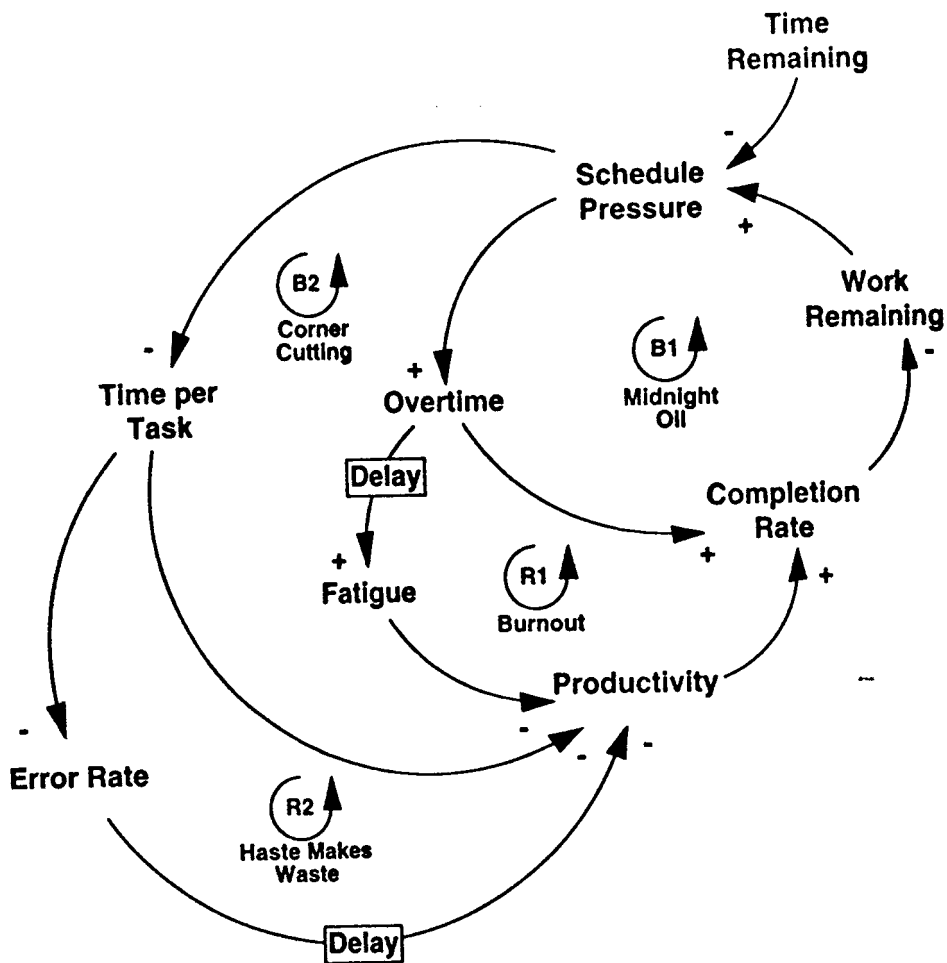 Time
Remaining
-
Schedule
Pressure
+
B2
Corner
Cutting
Work
Remaining
-
B1
Midnight
Oil
-
Time per
Task
+
Overtime
Delay
Completion
Rate
+
+
+
Fatigue
R1
Burnout
Productivity
-
-
-
-
Error Rate
R2
Haste Makes
Waste
Delay